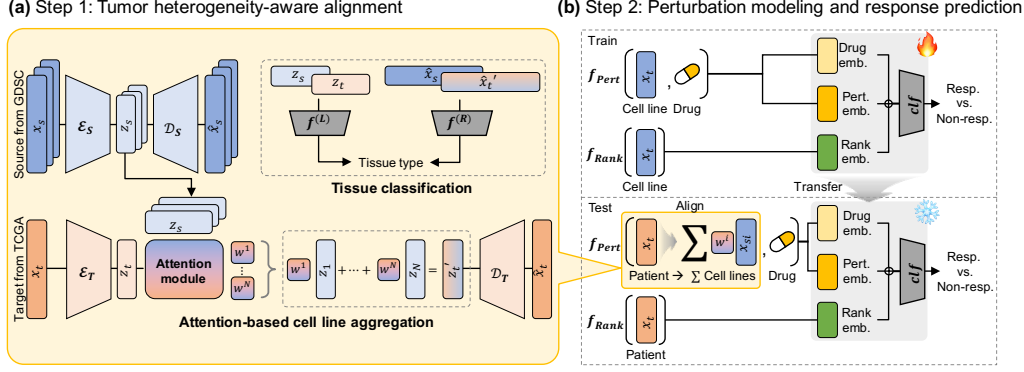 (a) Step 1: Tumor heterogeneity-aware alignment
Source from GDSC
x_s
ℰ_S
z_s
𝒟_S
x̂_s
z_s
z_t
x̂_s
x̂_t′
f^(L)
f^(R)
Tissue type
Tissue classification
z_s
Target from TCGA
x_t
ℰ_T
z_t
Attention module
w^1
⋮
w^N
w^1 z_1 + ⋯ + w^N z_N = z_t′
𝒟_T
x̂_t
Attention-based cell line aggregation
(b) Step 2: Perturbation modeling and response prediction
Train
f_Pert ( x_t , )
Cell line Drug
f_Rank ( x_t )
Cell line
Drug emb.
Pert. emb.
Rank emb.
clf
Resp. vs. Non-resp.
Transfer
Test
Align
f_Pert ( x_t ∑ w^i x_si , )
Patient → ∑ Cell lines
Drug
f_Rank ( x_t )
Patient
Drug emb.
Pert. emb.
Rank emb.
clf
Resp. vs. Non-resp.